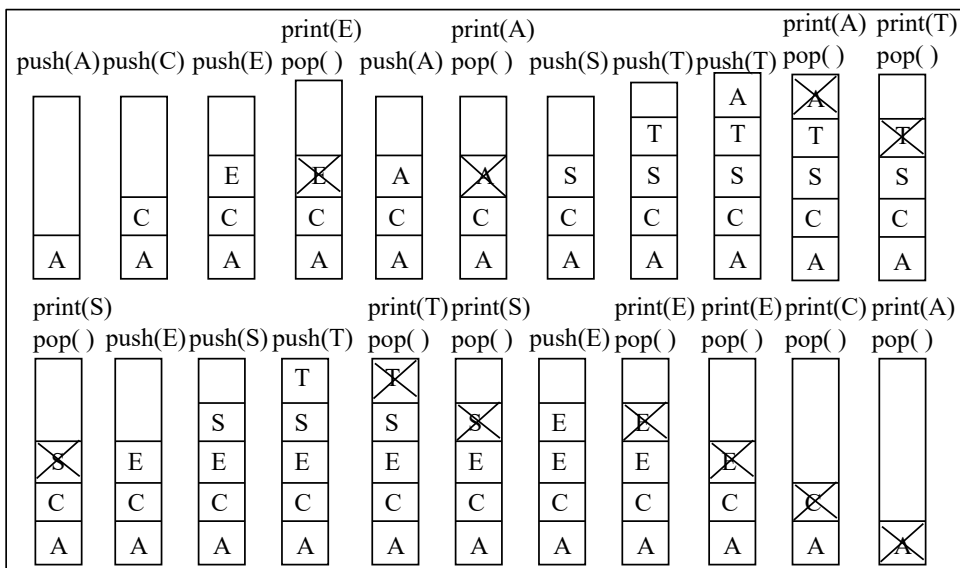 print(E) print(A) print(A) print(T)
push(A) push(C) push(E) pop( ) push(A) pop( ) push(S) push(T) push(T) pop( ) pop( )
A A
T T T T
E E A A S S S S S
C C C C C C C C C C
A A A A A A A A A A A
print(S) print(T) print(S) print(E) print(E) print(C) print(A)
pop( ) push(E) push(S) push(T) pop( ) pop( ) push(E) pop( ) pop( ) pop( ) pop( )
T T
S S S S E E
S E E E E E E E E
C C C C C C C C C C
A A A A A A A A A A A